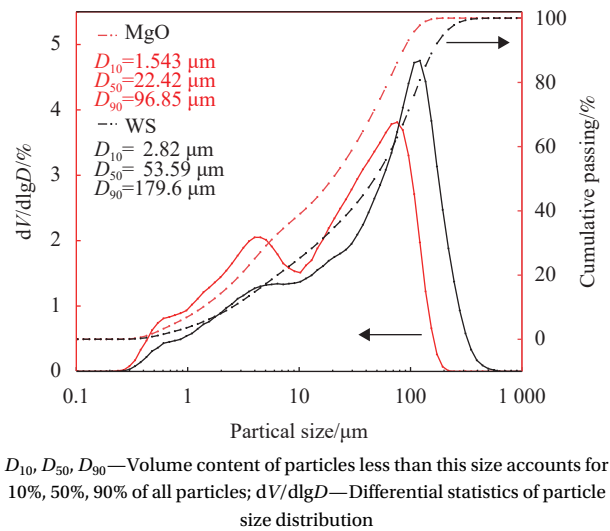 5
4
3
2
1
0
dV/dlgD/%
MgO
D10=1.543 μm
D50=22.42 μm
D90=96.85 μm
WS
D10= 2.82 μm
D50= 53.59 μm
D90=179.6 μm
100
80
60
40
20
0
Cumulative passing/%
0.1 1 10 100 1 000
Partical size/μm
D10, D50, D90—Volume content of particles less than this size accounts for
10%, 50%, 90% of all particles; dV/dlgD—Differential statistics of particle
size distribution